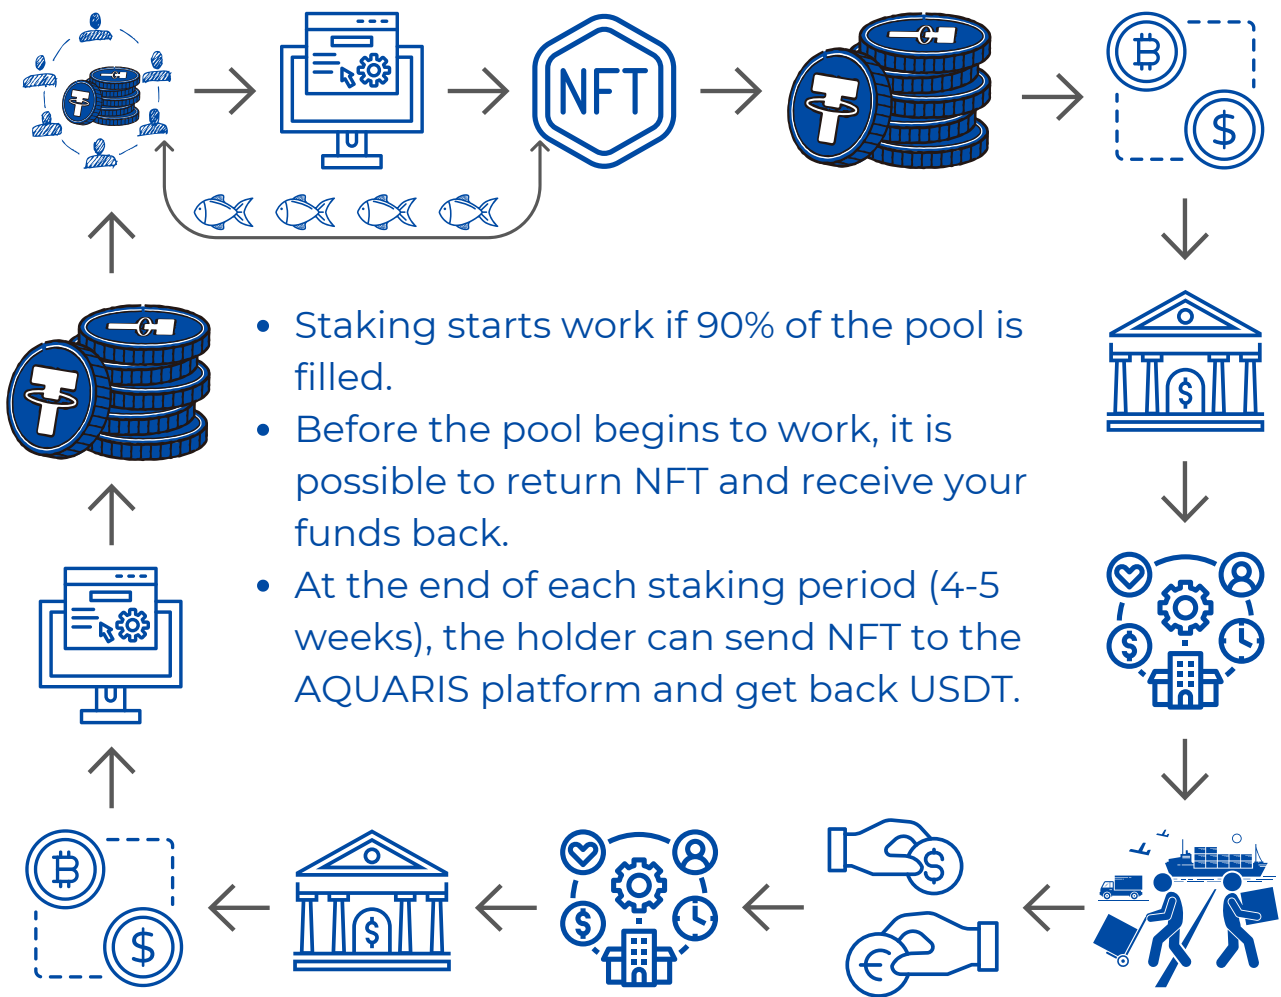 NFT
Staking starts work if 90% of the pool is
filled.
Before the pool begins to work, it is
possible to return NFT and receive your
funds back.
At the end of each staking period (4-5
weeks), the holder can send NFT to the
AQUARIS platform and get back USDT.